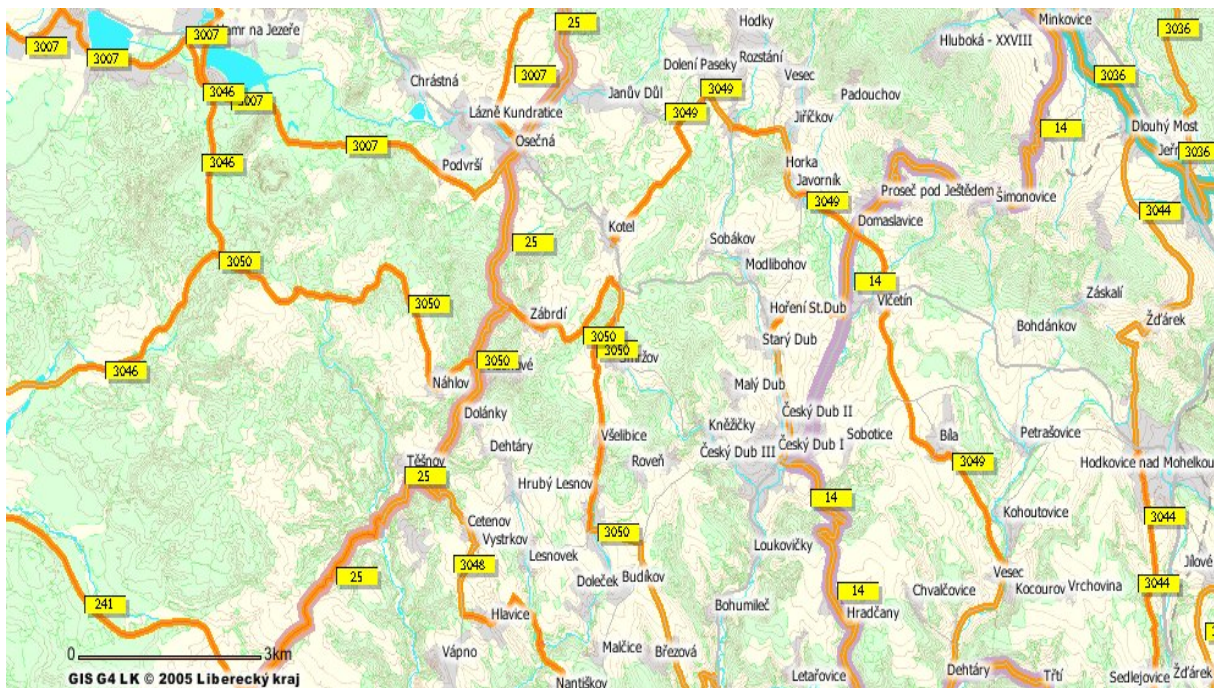 25
Hamr na Jezeře
Hodky
Minkovice
3007
3007
3007
Hluboká - XXVIII
3036
Rozstání
Dolení Paseky
Vesec
Chrástná
3007
3036
3046
3007
Janův Důl
3049
Padouchov
Lázně Kundratice
3049
Jiříčkov
14
Dlouhý Most
3007
Osečná
3036
3046
Podvrší
Horka
Javorník
Proseč pod Ještědem
Šimonovice
3049
3044
Kotel
Domaslavice
25
Sobákov
3050
Modlibohov
14
3050
Vlčetín
Záskalí
Zábrdí
Hoření St.Dub
Žďárek
Bohdánkov
3050
Starý Dub
3050
Smržov
3050
3046
Náhlov
Malý Dub
Dolánky
Český Dub II
Kněžičky
Všelibice
Sobotice
Bíla
Petrašovice
Dehtáry
Český Dub III
Český Dub I
Těšnov
Roveň
3049
Hodkovice nad Mohelkou
25
Hrubý Lesnov
14
Kohoutovice
3044
Cetenov
Vystrkov
3050
Loukovičky
Lesnovek
3048
Jílové
25
Doleček
Budíkov
Vesec
14
Chvalčovice
Kocourov
Vrchovina
3044
241
Bohumileč
Hlavice
Hradčany
Vápno
Malčice
Březová
0
3km
Dehtáry
Třtí
Sedlejovice
Žďárek
Letařovice
GIS G4 LK © 2005 Liberecký kraj
Nantiškov